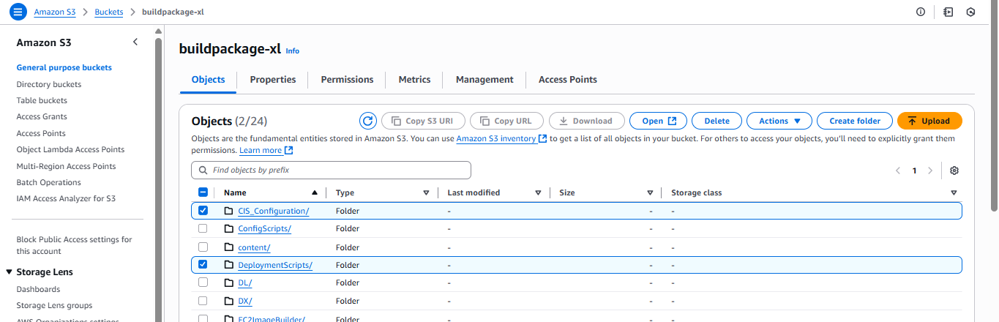 Amazon S3 > Buckets > buildpackage-xl
Amazon S3
General purpose buckets
Directory buckets
Table buckets
Access Grants
Access Points
Object Lambda Access Points
Multi-Region Access Points
Batch Operations
IAM Access Analyzer for S3
Block Public Access settings for
this account
Storage Lens
Dashboards
Storage Lens groups
AWS Organizations settings
buildpackage-xl Info
Objects Properties Permissions Metrics Management Access Points
Objects (2/24)
Copy S3 URI Copy URL Download Open Delete Actions Create folder Upload
Objects are the fundamental entities stored in Amazon S3. You can use Amazon S3 inventory to get a list of all objects in your bucket. For others to access your objects, you'll need to explicitly grant them
permissions. Learn more
Find objects by prefix
1
Name Type Last modified Size Storage class
CIS_Configuration/ Folder - - -
ConfigScripts/ Folder - - -
content/ Folder - - -
DeploymentScripts/ Folder - - -
DL/ Folder - - -
DX/ Folder - - -
EC2ImageBuilder/ Folder - - -